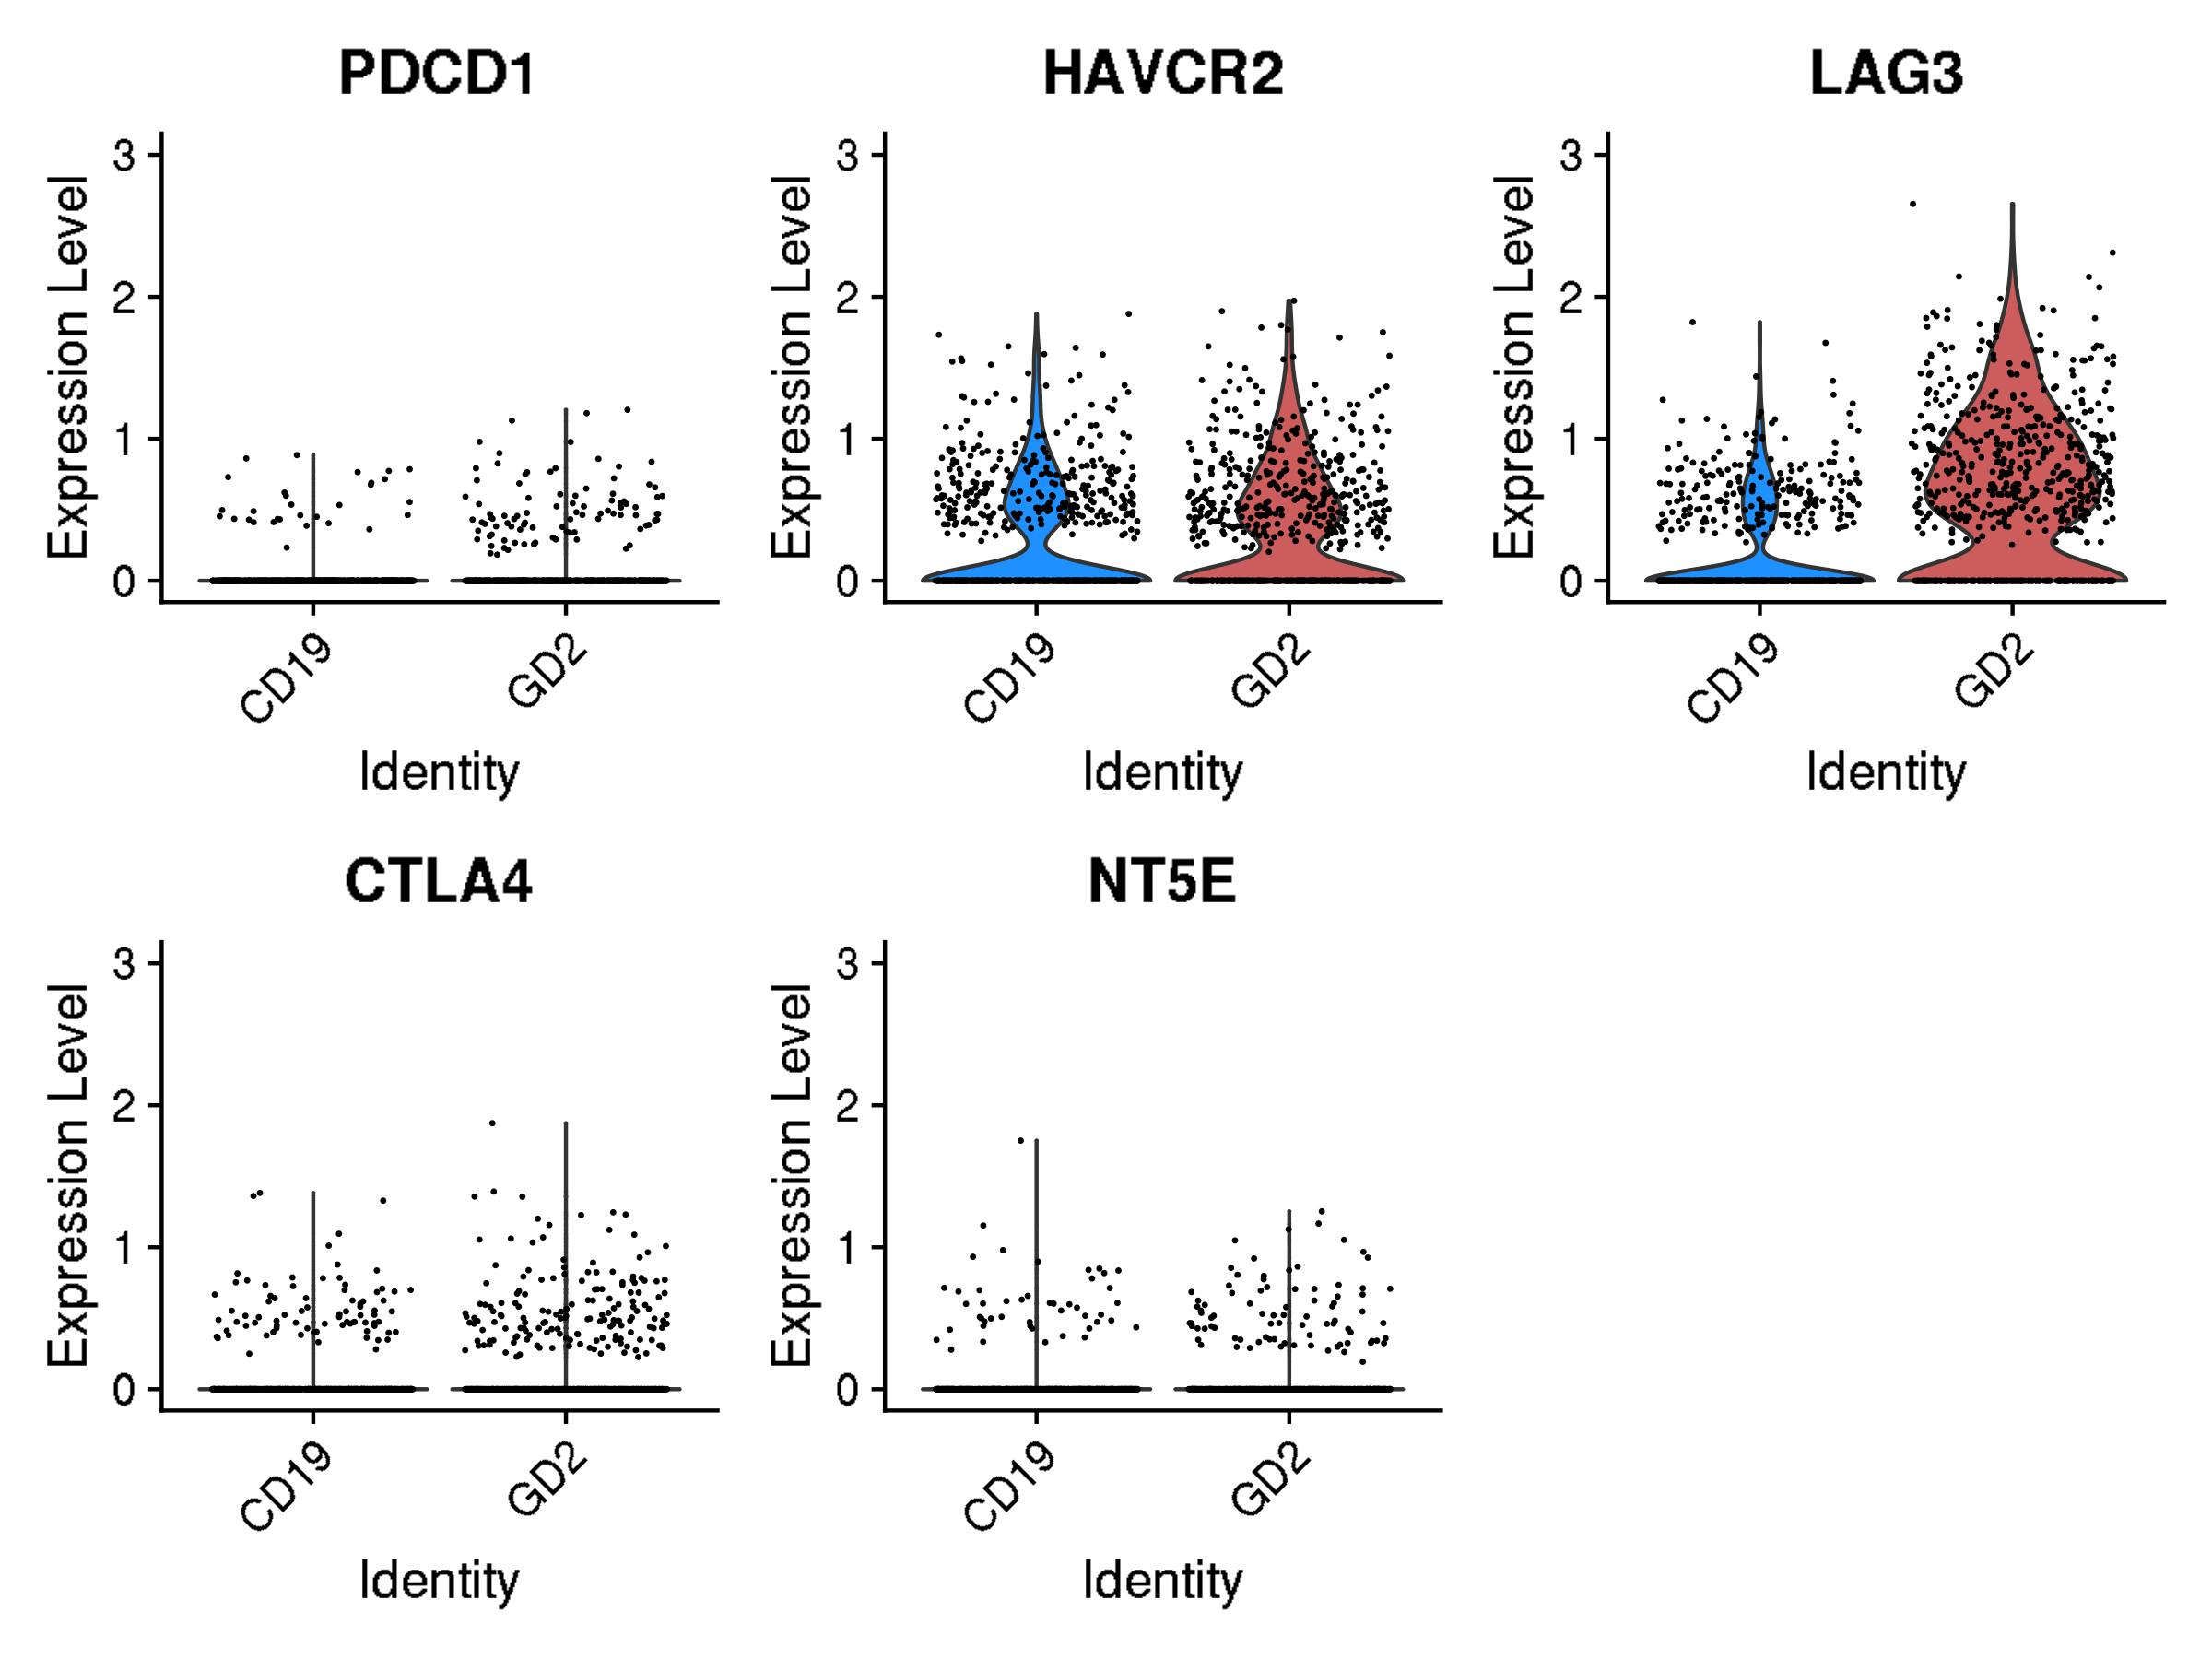 PDCD1
HAVCR2
LAG3
Expression Level
3
2
1
0
Expression Level
3
2
1
0
Expression Level
3
2
1
0
CD19
GD2
CD19
GD2
CD19
GD2
Identity
Identity
Identity
CTLA4
NT5E
Expression Level
3
2
1
0
Expression Level
3
2
1
0
CD19
GD2
CD19
GD2
Identity
Identity